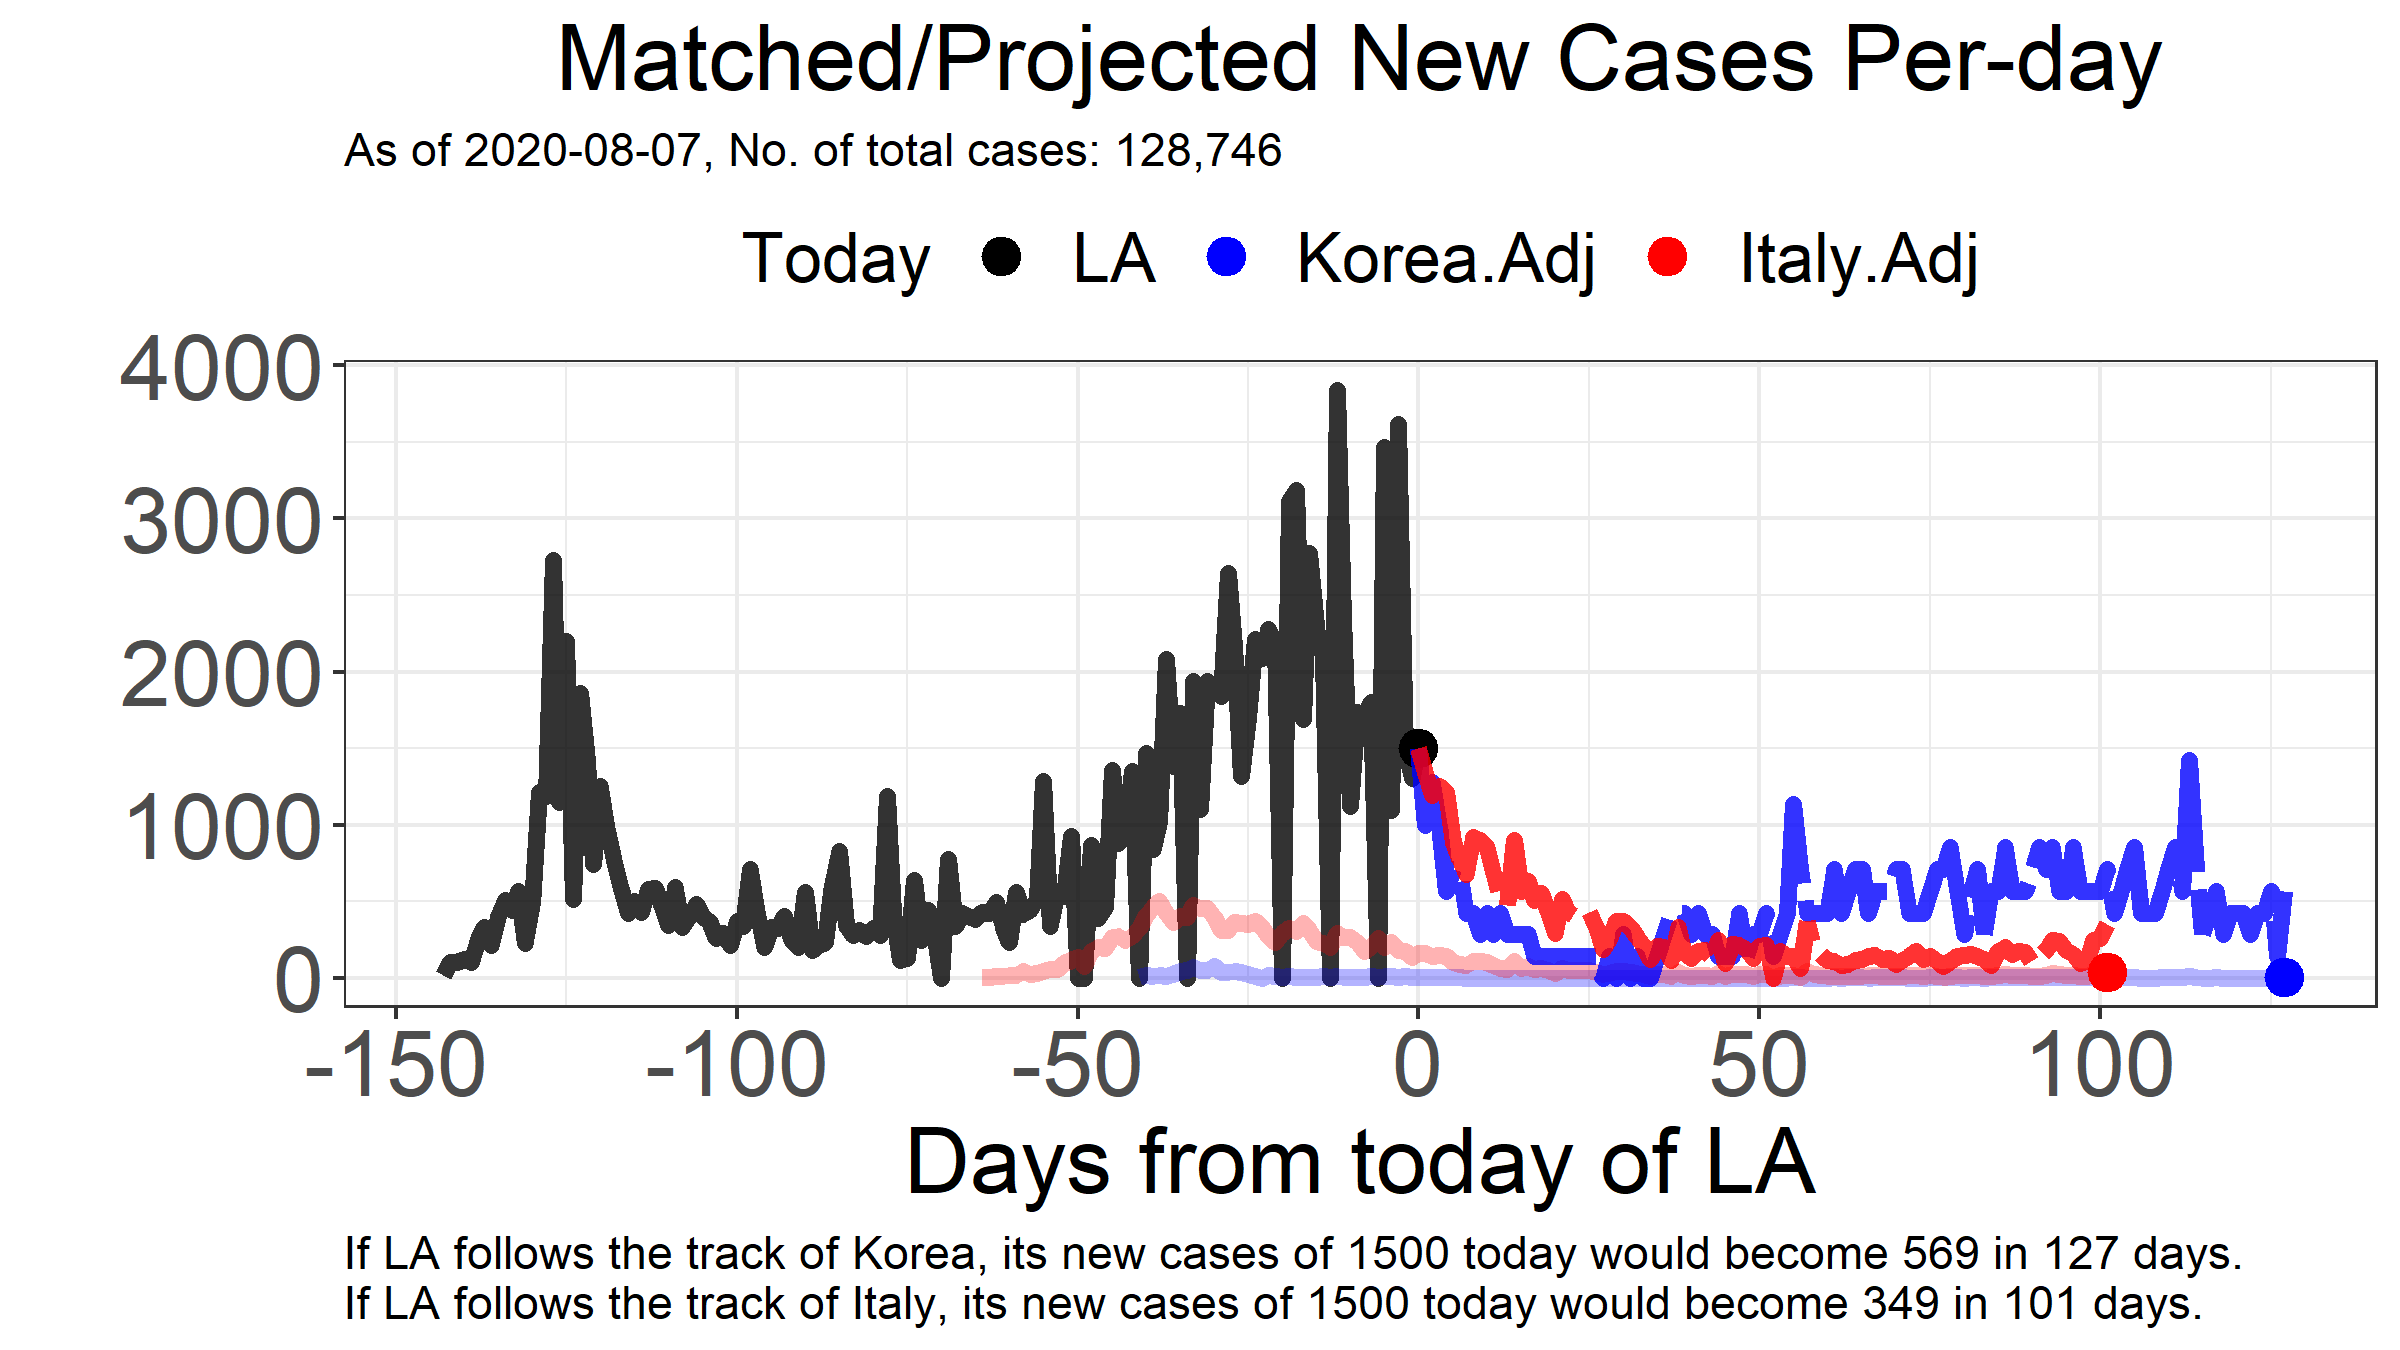 Matched/Projected New Cases Per-day
As of 2020-08-07, No. of total cases: 128,746
Today LA Korea.Adj Italy.Adj
4000
3000
2000
1000
0
-150 -100 -50 0 50 100
Days from today of LA
If LA follows the track of Korea, its new cases of 1500 today would become 569 in 127 days.
If LA follows the track of Italy, its new cases of 1500 today would become 349 in 101 days.